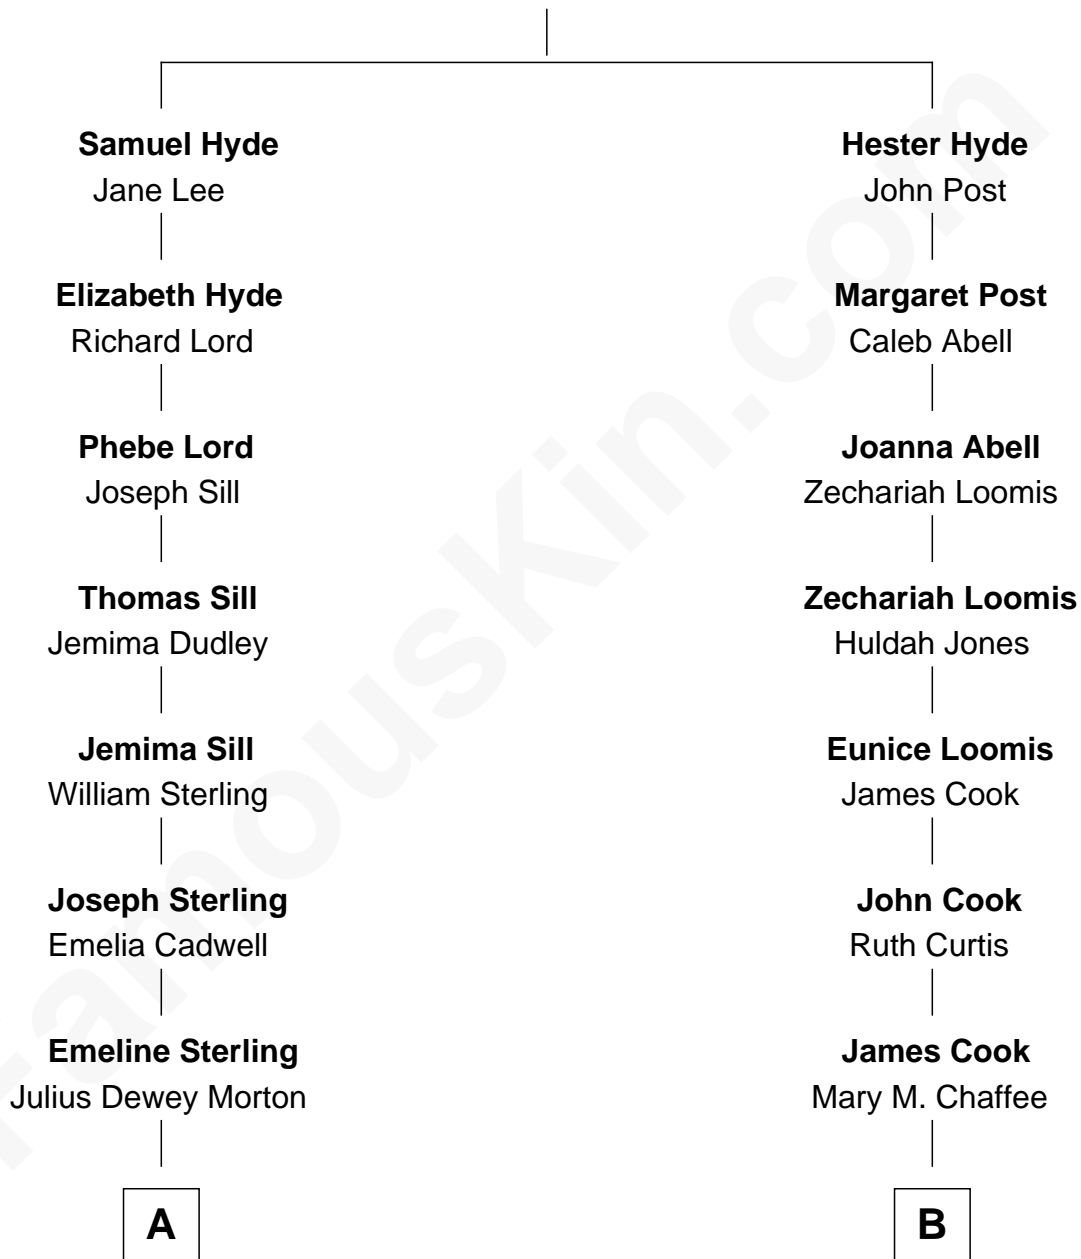 Samuel Hyde
Jane Lee
Elizabeth Hyde
Richard Lord
Phebe Lord
Joseph Sill
Thomas Sill
Jemima Dudley
Jemima Sill
William Sterling
Joseph Sterling
Emelia Cadwell
Emeline Sterling
Julius Dewey Morton
A
Hester Hyde
John Post
Margaret Post
Caleb Abell
Joanna Abell
Zechariah Loomis
Zechariah Loomis
Huldah Jones
Eunice Loomis
James Cook
John Cook
Ruth Curtis
James Cook
Mary M. Chaffee
B
FamousKin.com